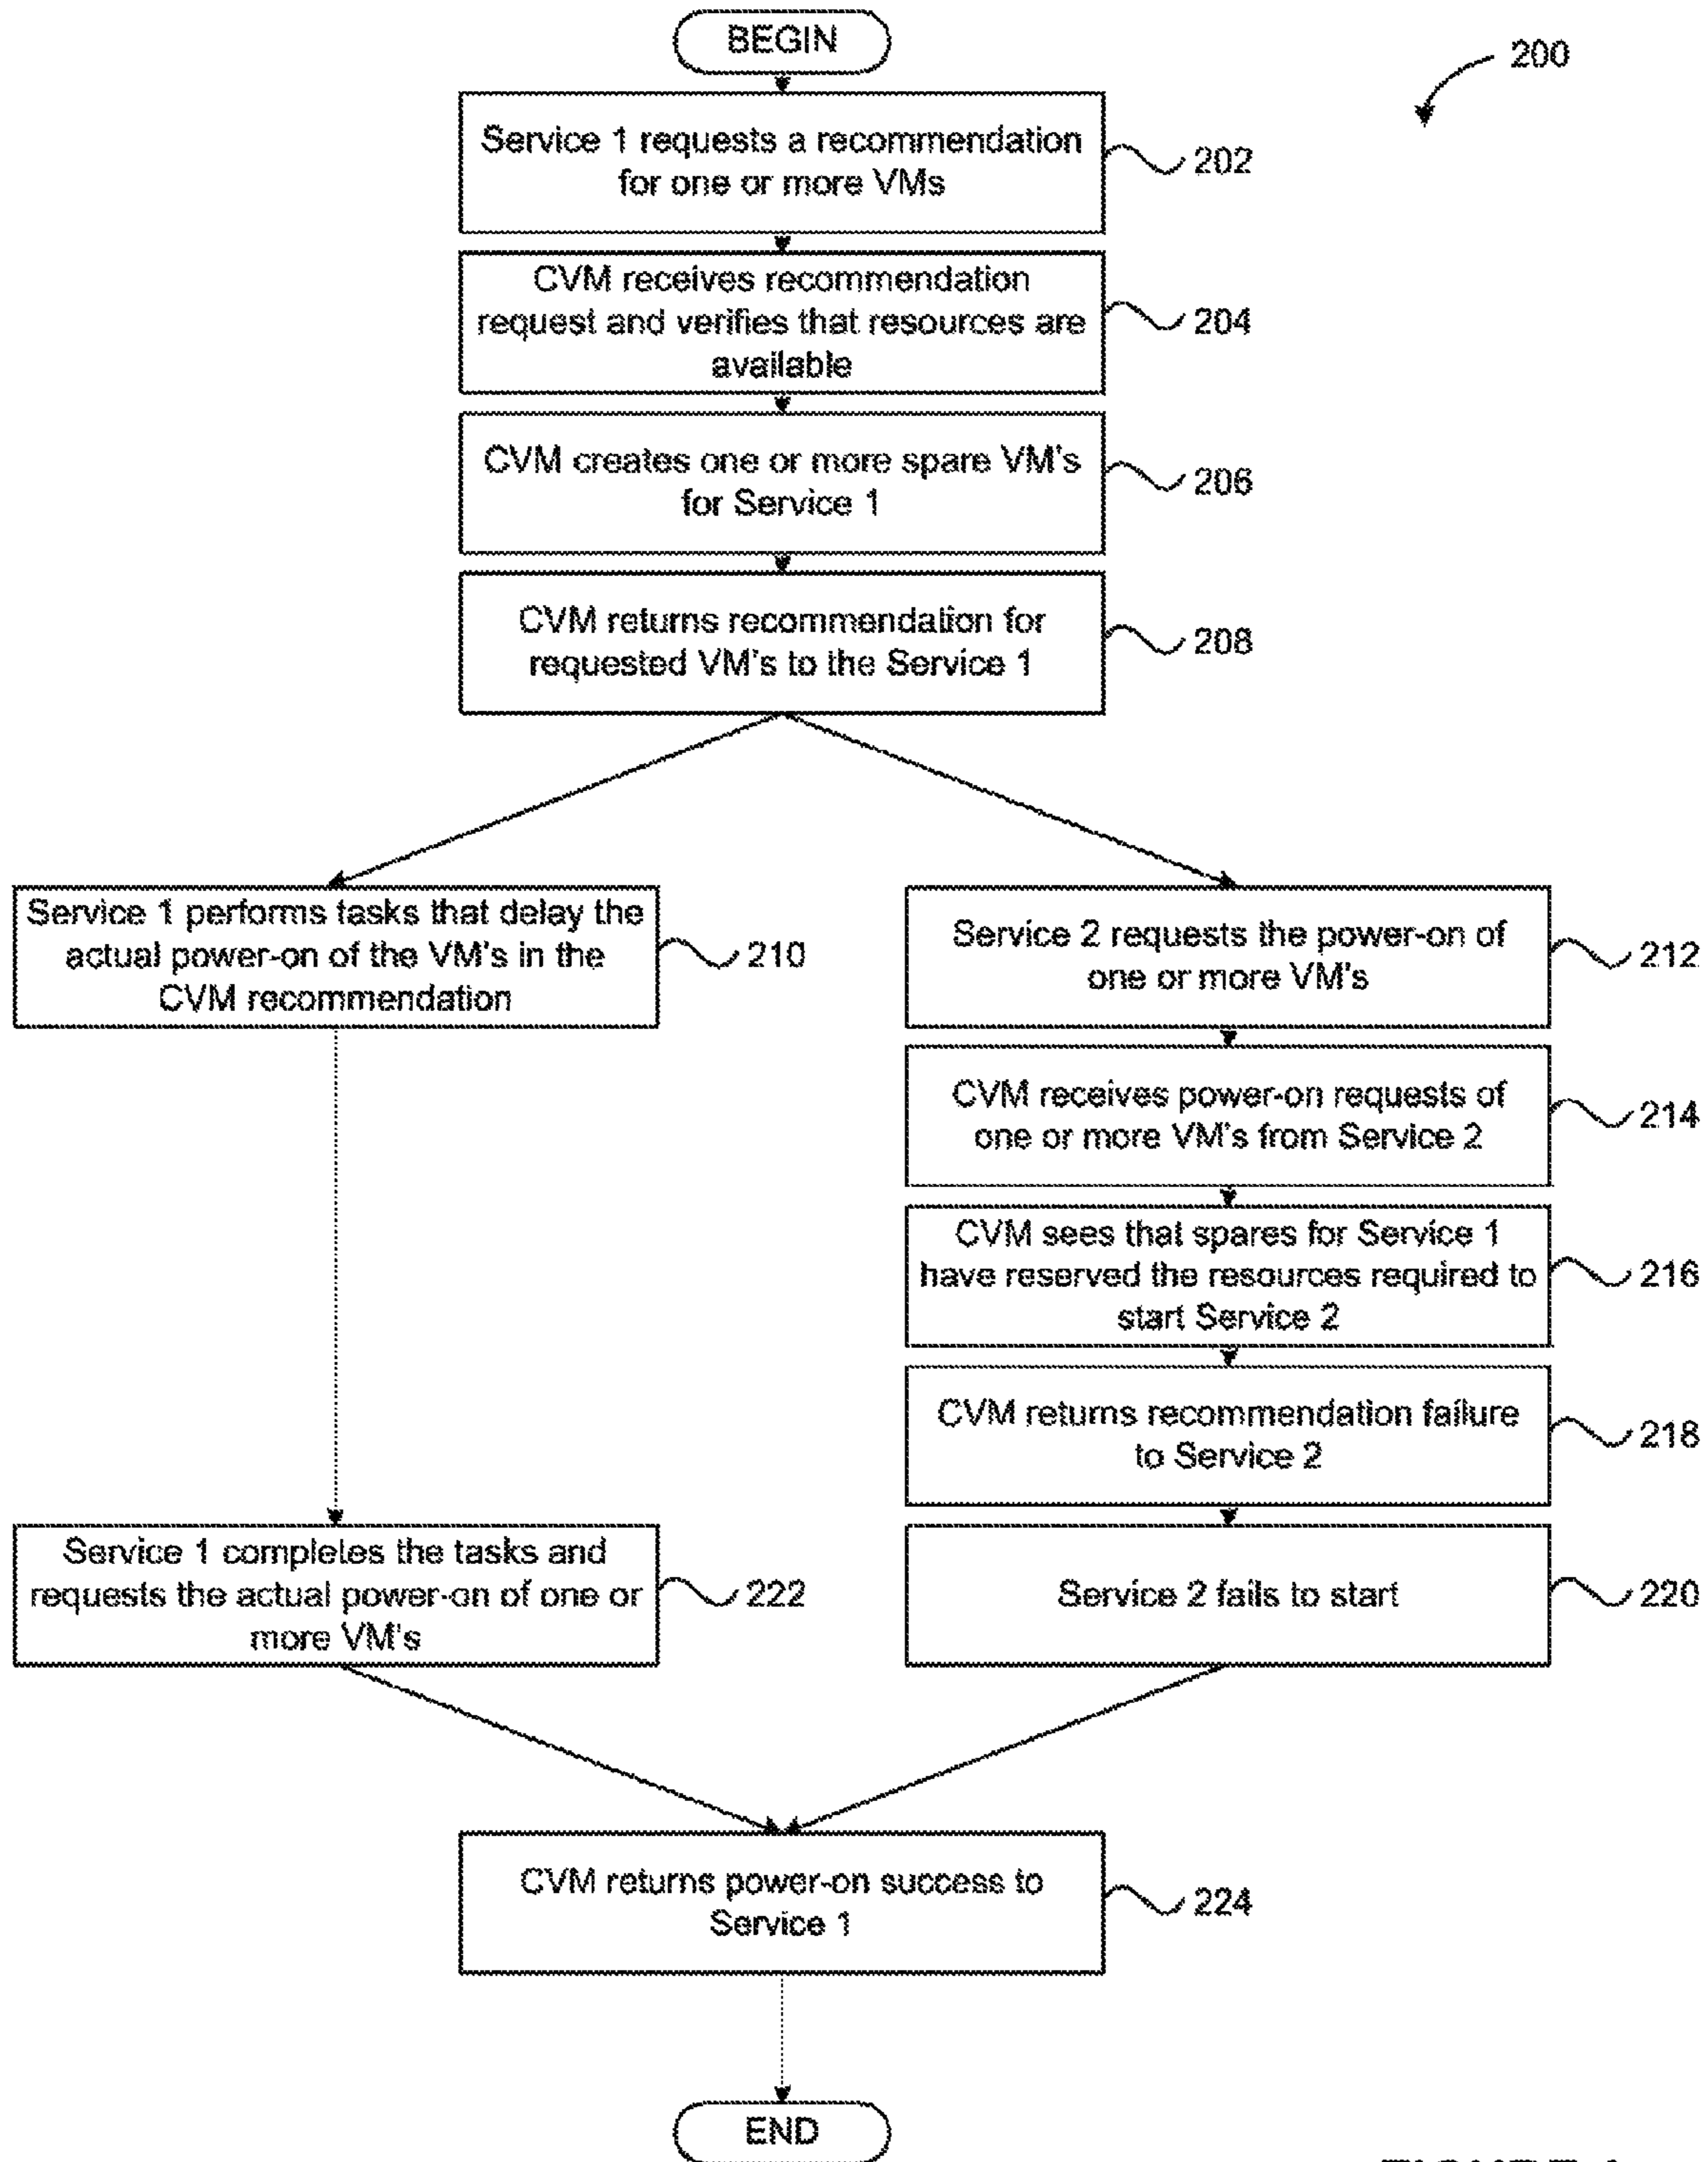 BEGIN
200
Service 1 requests a recommendation
for one or more VMs
202
CVM receives recommendation
request and verifies that resources are
available
204
CVM creates one or more spare VM's
for Service 1
206
CVM returns recommendation for
requested VM's to the Service 1
208
Service 1 performs tasks that delay the
actual power-on of the VM's in the
CVM recommendation
210
Service 2 requests the power-on of
one or more VM's
212
CVM receives power-on requests of
one or more VM's from Service 2
214
CVM sees that spares for Service 1
have reserved the resources required to
start Service 2
216
CVM returns recommendation failure
to Service 2
218
Service 1 completes the tasks and
requests the actual power-on of one or
more VM's
222
Service 2 fails to start
220
CVM returns power-on success to
Service 1
224
END